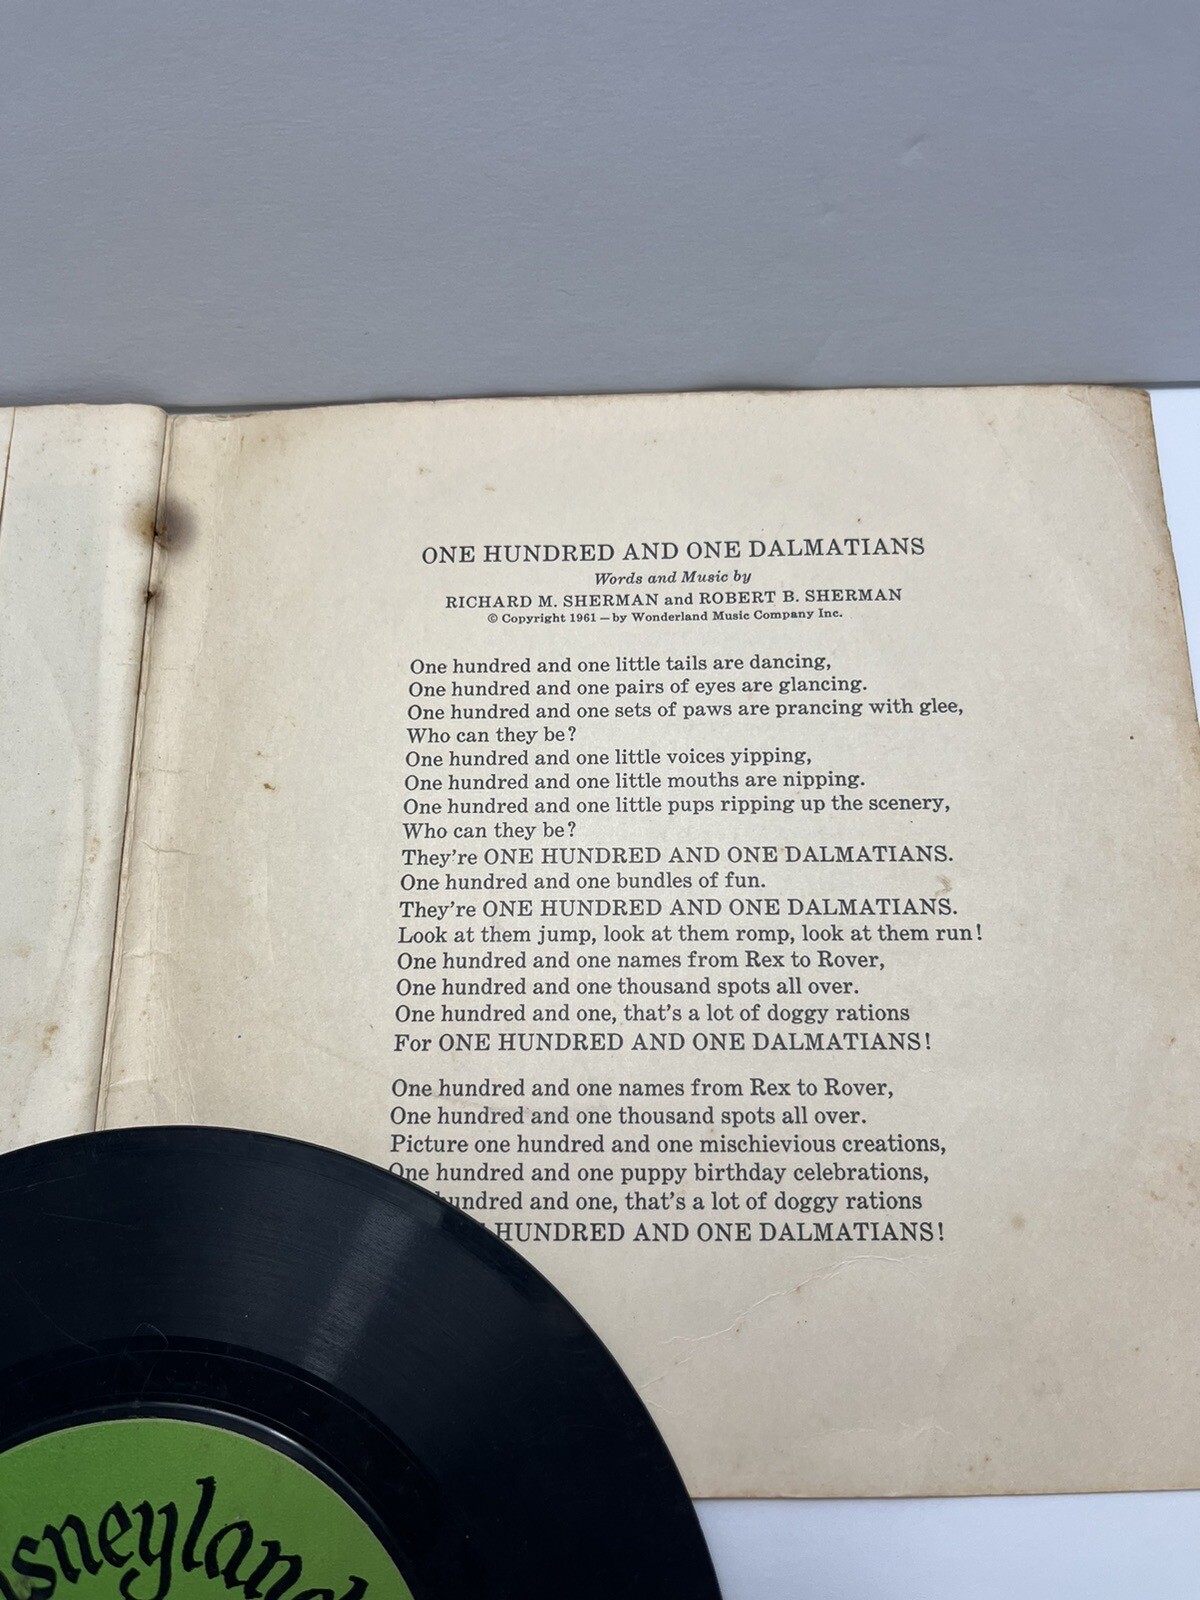 ONE HUNDRED AND ONE DALMATIANS
Words and Music by
RICHARD M. SHERMAN and ROBERT B. SHERMAN
© Copyright 1961 — by Wonderland Music Company Inc.
One hundred and one little tails are dancing,
One hundred and one pairs of eyes are glancing.
One hundred and one sets of paws are prancing with glee,
Who can they be?
One hundred and one little voices yipping,
One hundred and one little mouths are nipping.
One hundred and one little pups ripping up the scenery,
Who can they be?
They're ONE HUNDRED AND ONE DALMATIANS.
One hundred and one bundles of fun.
They're ONE HUNDRED AND ONE DALMATIANS.
Look at them jump, look at them romp, look at them run!
One hundred and one names from Rex to Rover,
One hundred and one thousand spots all over.
One hundred and one, that's a lot of doggy rations
For ONE HUNDRED AND ONE DALMATIANS!
One hundred and one names from Rex to Rover,
One hundred and one thousand spots all over.
Picture one hundred and one mischievious creations,
One hundred and one puppy birthday celebrations,
hundred and one, that's a lot of doggy rations
HUNDRED AND ONE DALMATIANS!
sneyland